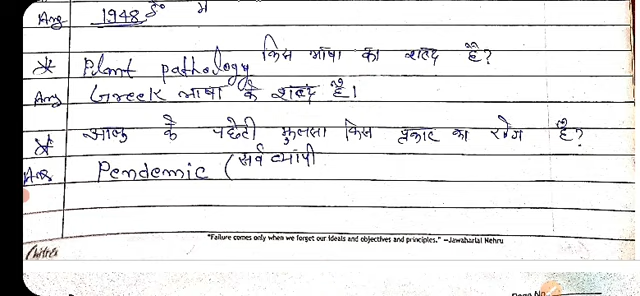 Ans 1948 ई० में
* Plant pathology किस भाषा का शब्द है?
Ans Greek भाषा के शब्द है।
* आलू के पछेती झुलसा किस प्रकार का रोग है?
Ans Pendemic (सर्व व्यापी
"Failure comes only when we forget our ideals and objectives and principles." –Jawaharlal Nehru
Page No